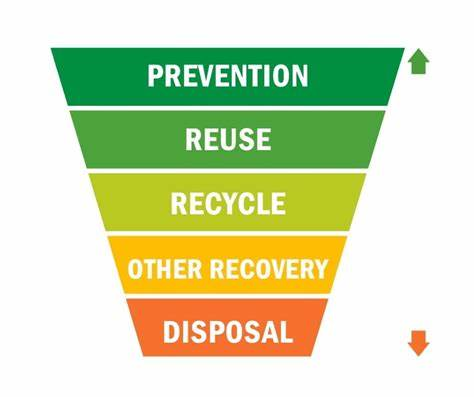 PREVENTION
REUSE
RECYCLE
OTHER RECOVERY
DISPOSAL